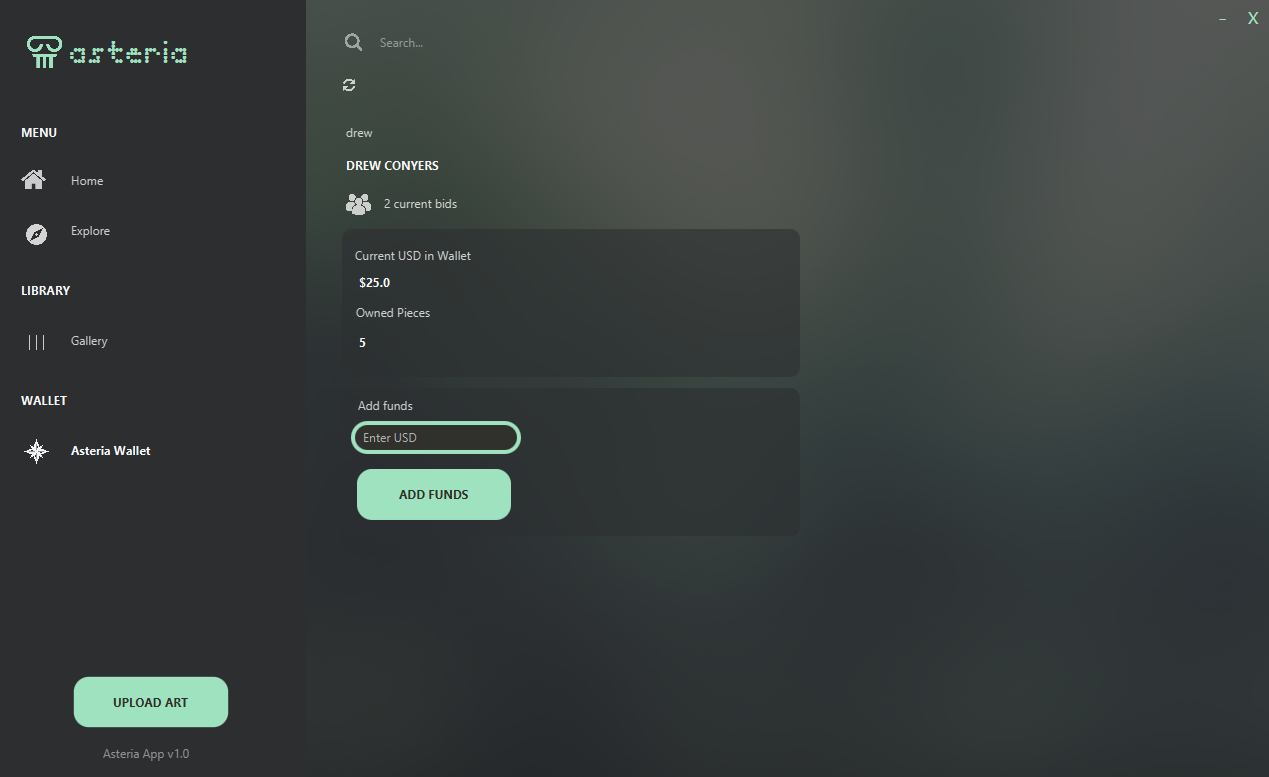 asteria
MENU
Home
Explore
LIBRARY
Gallery
WALLET
Asteria Wallet
UPLOAD ART
Asteria App v1.0
– X
Search...
drew
DREW CONYERS
2 current bids
Current USD in Wallet
$25.0
Owned Pieces
5
Add funds
Enter USD
ADD FUNDS